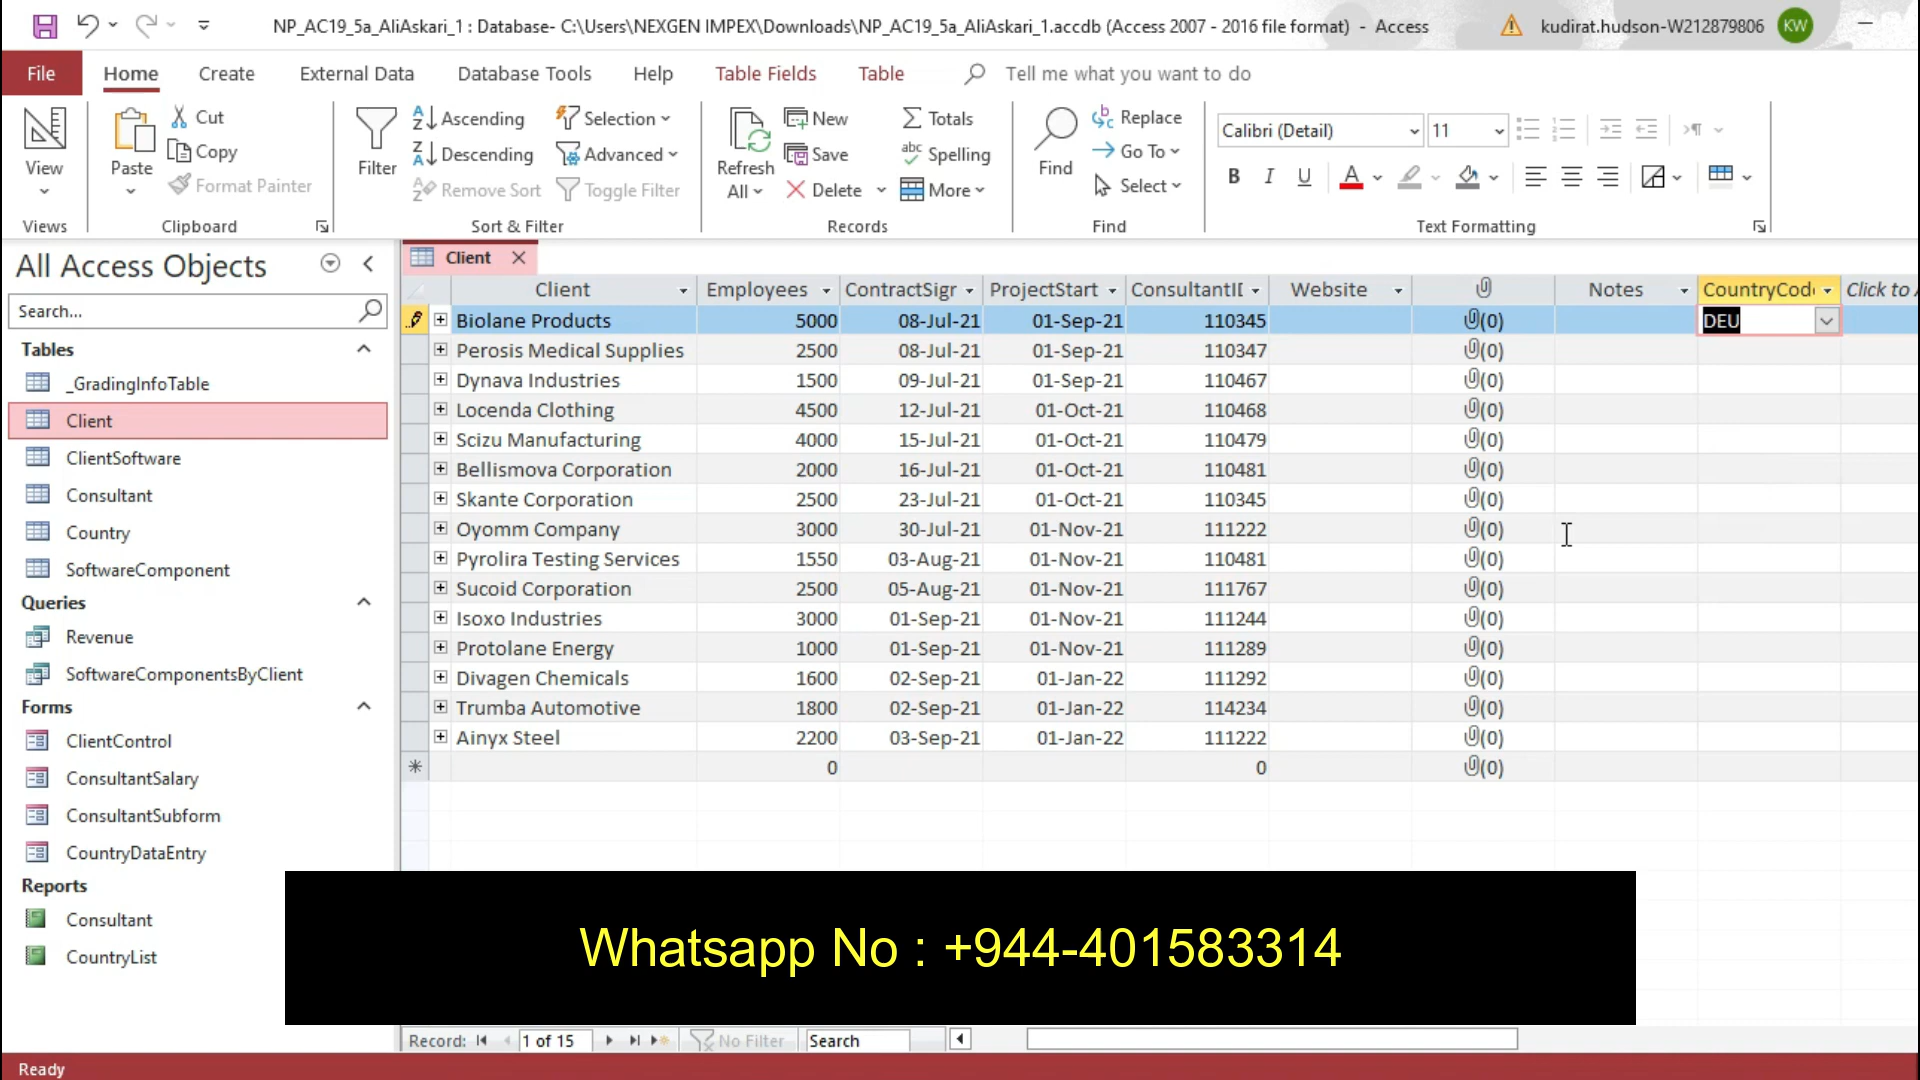 NP_AC19_5a_AliAskari_1 : Database- C:\Users\NEXGEN IMPEX\Downloads\NP_AC19_5a_AliAskari_1.accdb (Access 2007 - 2016 file format) - Access
kudirat.hudson-W212879806
KW
File
Home
Create
External Data
Database Tools
Help
Table Fields
Table
Tell me what you want to do
View
Views
Paste
Cut
Copy
Format Painter
Clipboard
Filter
Ascending
Descending
Remove Sort
Selection
Advanced
Toggle Filter
Sort & Filter
Refresh All
New
Save
Delete
Totals
Spelling
More
Records
Find
Replace
Go To
Select
Find
Calibri (Detail)
11
B I U
Text Formatting
All Access Objects
Search...
Tables
_GradingInfoTable
Client
ClientSoftware
Consultant
Country
SoftwareComponent
Queries
Revenue
SoftwareComponentsByClient
Forms
ClientControl
ConsultantSalary
ConsultantSubform
CountryDataEntry
Reports
Consultant
CountryList
Client
Client Employees ContractSigr ProjectStart ConsultantID Website Notes CountryCod Click to A
Biolane Products 5000 08-Jul-21 01-Sep-21 110345 (0) DEU
Perosis Medical Supplies 2500 08-Jul-21 01-Sep-21 110347 (0)
Dynava Industries 1500 09-Jul-21 01-Sep-21 110467 (0)
Locenda Clothing 4500 12-Jul-21 01-Oct-21 110468 (0)
Scizu Manufacturing 4000 15-Jul-21 01-Oct-21 110479 (0)
Bellismova Corporation 2000 16-Jul-21 01-Oct-21 110481 (0)
Skante Corporation 2500 23-Jul-21 01-Oct-21 110345 (0)
Oyomm Company 3000 30-Jul-21 01-Nov-21 111222 (0)
Pyrolira Testing Services 1550 03-Aug-21 01-Nov-21 110481 (0)
Sucoid Corporation 2500 05-Aug-21 01-Nov-21 111767 (0)
Isoxo Industries 3000 01-Sep-21 01-Nov-21 111244 (0)
Protolane Energy 1000 01-Sep-21 01-Nov-21 111289 (0)
Divagen Chemicals 1600 02-Sep-21 01-Jan-22 111292 (0)
Trumba Automotive 1800 02-Sep-21 01-Jan-22 114234 (0)
Ainyx Steel 2200 03-Sep-21 01-Jan-22 111222 (0)
0 0 (0)
Whatsapp No : +944-401583314
Record: 1 of 15 No Filter Search
Ready